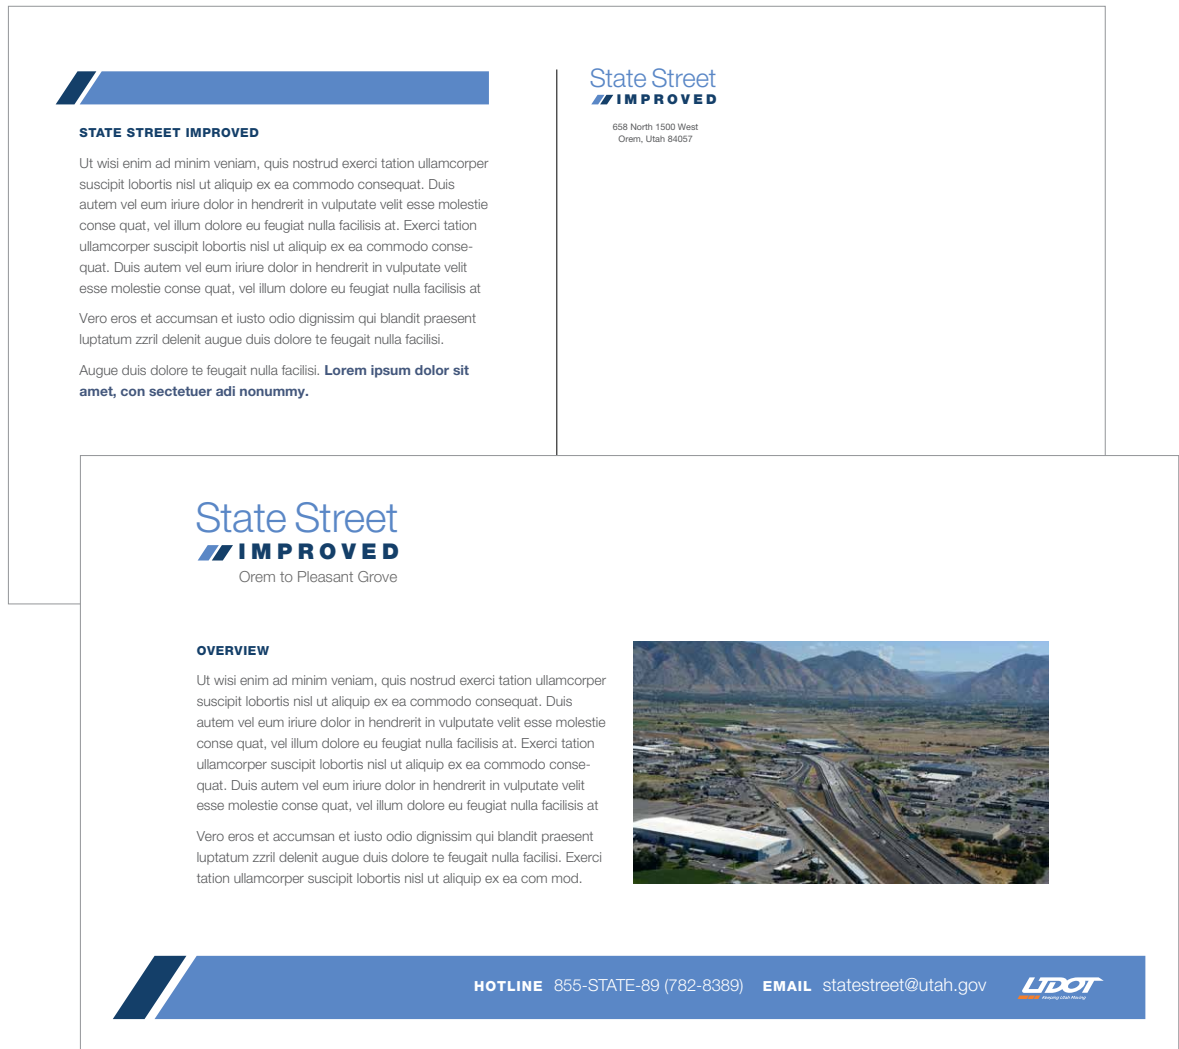 STATE STREET IMPROVED
Ut wisi enim ad minim veniam, quis nostrud exerci tation ullamcorper
suscipit lobortis nisl ut aliquip ex ea commodo consequat. Duis
autem vel eum iriure dolor in hendrerit in vulputate velit esse molestie
conse quat, vel illum dolore eu feugiat nulla facilisis at. Exerci tation
ullamcorper suscipit lobortis nisl ut aliquip ex ea commodo conse-
quat. Duis autem vel eum iriure dolor in hendrerit in vulputate velit
esse molestie conse quat, vel illum dolore eu feugiat nulla facilisis at
Vero eros et accumsan et iusto odio dignissim qui blandit praesent
luptatum zzril delenit augue duis dolore te feugait nulla facilisi.
Augue duis dolore te feugait nulla facilisi. Lorem ipsum dolor sit
amet, con sectetuer adi nonummy.
State Street
IMPROVED
658 North 1500 West
Orem, Utah 84057
State Street
IMPROVED
Orem to Pleasant Grove
OVERVIEW
Ut wisi enim ad minim veniam, quis nostrud exerci tation ullamcorper
suscipit lobortis nisl ut aliquip ex ea commodo consequat. Duis
autem vel eum iriure dolor in hendrerit in vulputate velit esse molestie
conse quat, vel illum dolore eu feugiat nulla facilisis at. Exerci tation
ullamcorper suscipit lobortis nisl ut aliquip ex ea commodo conse-
quat. Duis autem vel eum iriure dolor in hendrerit in vulputate velit
esse molestie conse quat, vel illum dolore eu feugiat nulla facilisis at
Vero eros et accumsan et iusto odio dignissim qui blandit praesent
luptatum zzril delenit augue duis dolore te feugait nulla facilisi. Exerci
tation ullamcorper suscipit lobortis nisl ut aliquip ex ea com mod.
HOTLINE 855-STATE-89 (782-8389) EMAIL statestreet@utah.gov
UDOT
Keeping Utah Moving